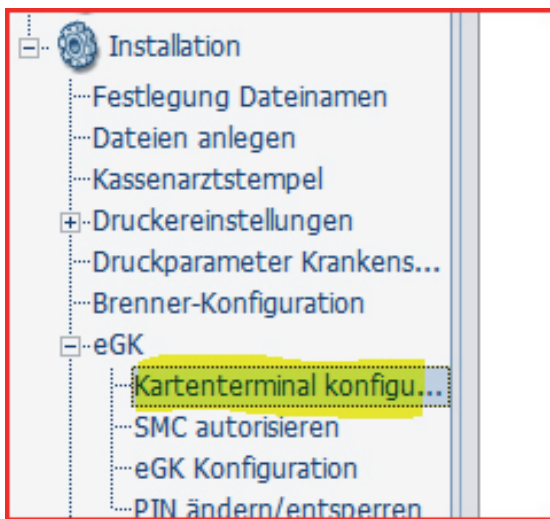 Installation
Festlegung Dateinamen
Dateien anlegen
Kassenarztstempel
Druckereinstellungen
Druckparameter Krankens...
Brenner-Konfiguration
eGK
Kartenterminal konfigu...
SMC autorisieren
eGK Konfiguration
PIN ändern/entsperren